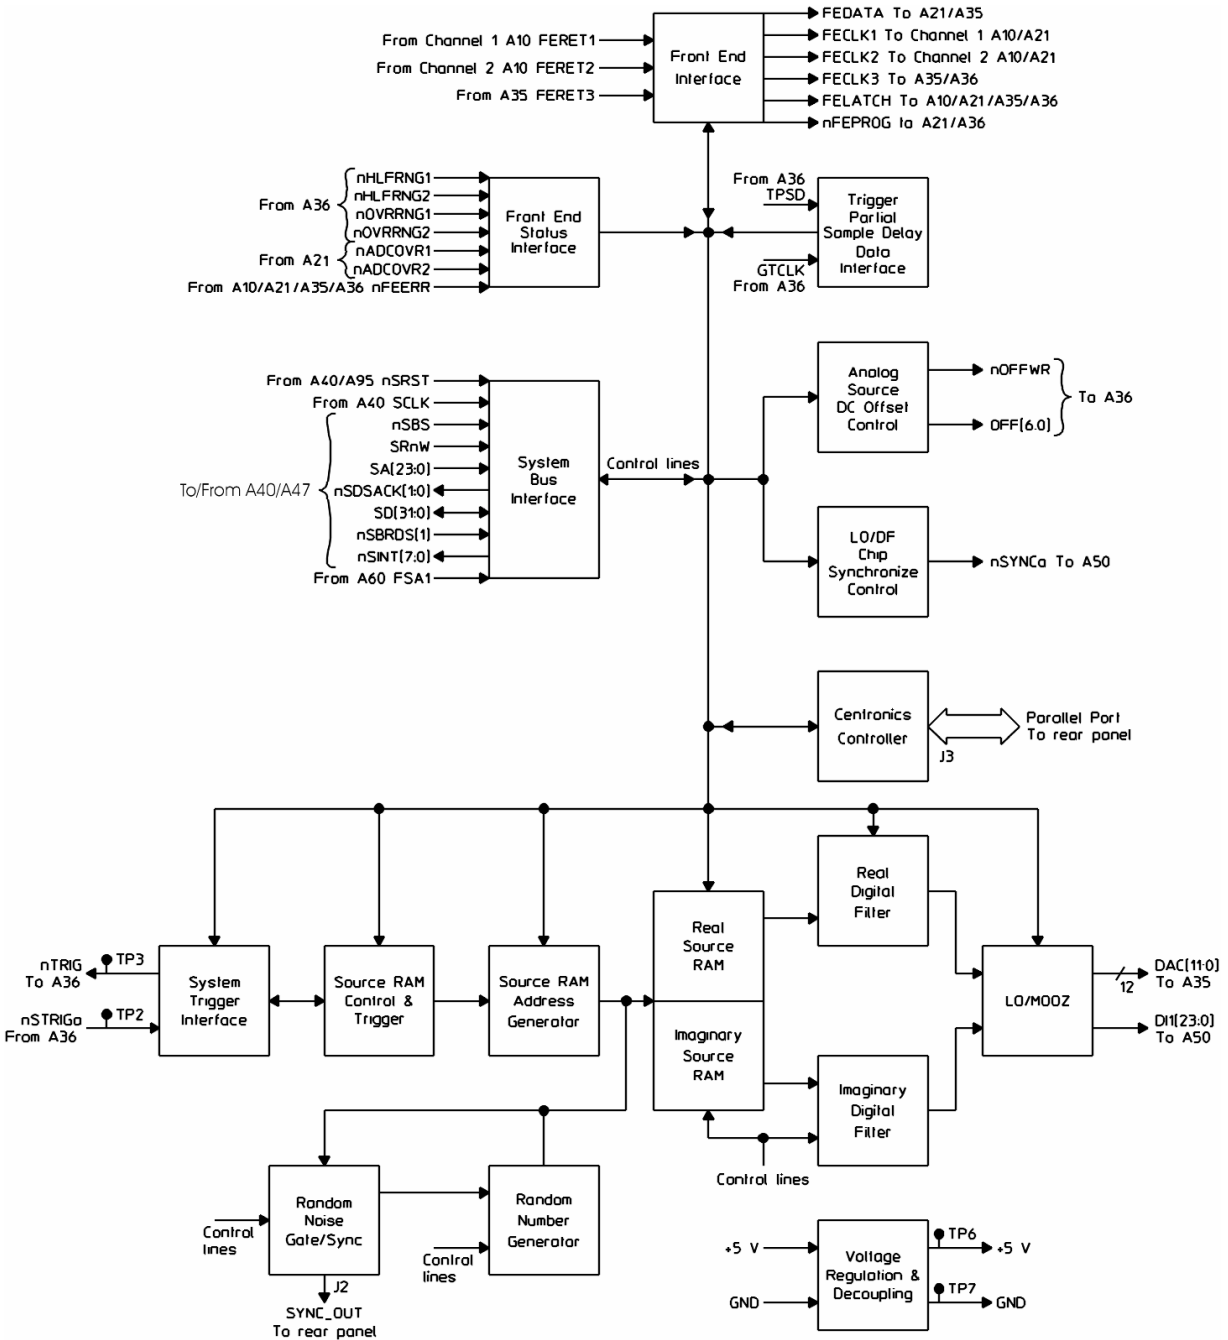 FEDATA To A21/A35
From Channel 1 A10 FERET1
FECLK1 To Channel 1 A10/A21
Front End
Interface
FECLK2 To Channel 2 A10/A21
From Channel 2 A10 FERET2
FECLK3 To A35/A36
From A35 FERET3
FELATCH To A10/A21/A35/A36
nFEPROG to A21/A36
From A36
nHLFRNG1
nHLFRNG2
nOVRRNG1
nOVRRNG2
From A21
nADCOVR1
nADCOVR2
From A10/A21/A35/A36 nFEERR
Front End
Status
Interface
From A36
TPSD
GTCLK
From A36
Trigger
Partial
Sample Delay
Data
Interface
From A40/A95 nSRST
From A40 SCLK
nSBS
SRnW
SA(23:0)
To/From A40/A47
nSDSACK(1:0)
SD(31:0)
nSBRDS(1)
nSINT(7:0)
From A60 FSA1
System
Bus
Interface
Control lines
Analog
Source
DC Offset
Control
nOFFWR
OFF[6.0]
To A36
LO/DF
Chip
Synchronize
Control
nSYNCo To A50
Centronics
Controller
J3
Parallel Port
To rear panel
nTRIG
To A36
TP3
nSTRIGo
From A36
TP2
System
Trigger
Interface
Source RAM
Control &
Trigger
Source RAM
Address
Generator
Real
Source
RAM
Imaginary
Source
RAM
Real
Digital
Filter
Imaginary
Digital
Filter
Control lines
LO/MOOZ
12
DAC[11:0]
To A35
DI1[23:0]
To A50
Control
lines
Random
Noise
Gate/Sync
J2
SYNC_OUT
To rear panel
Control
lines
Random
Number
Generator
+5 V
GND
Voltage
Regulation &
Decoupling
TP6
+5 V
TP7
GND